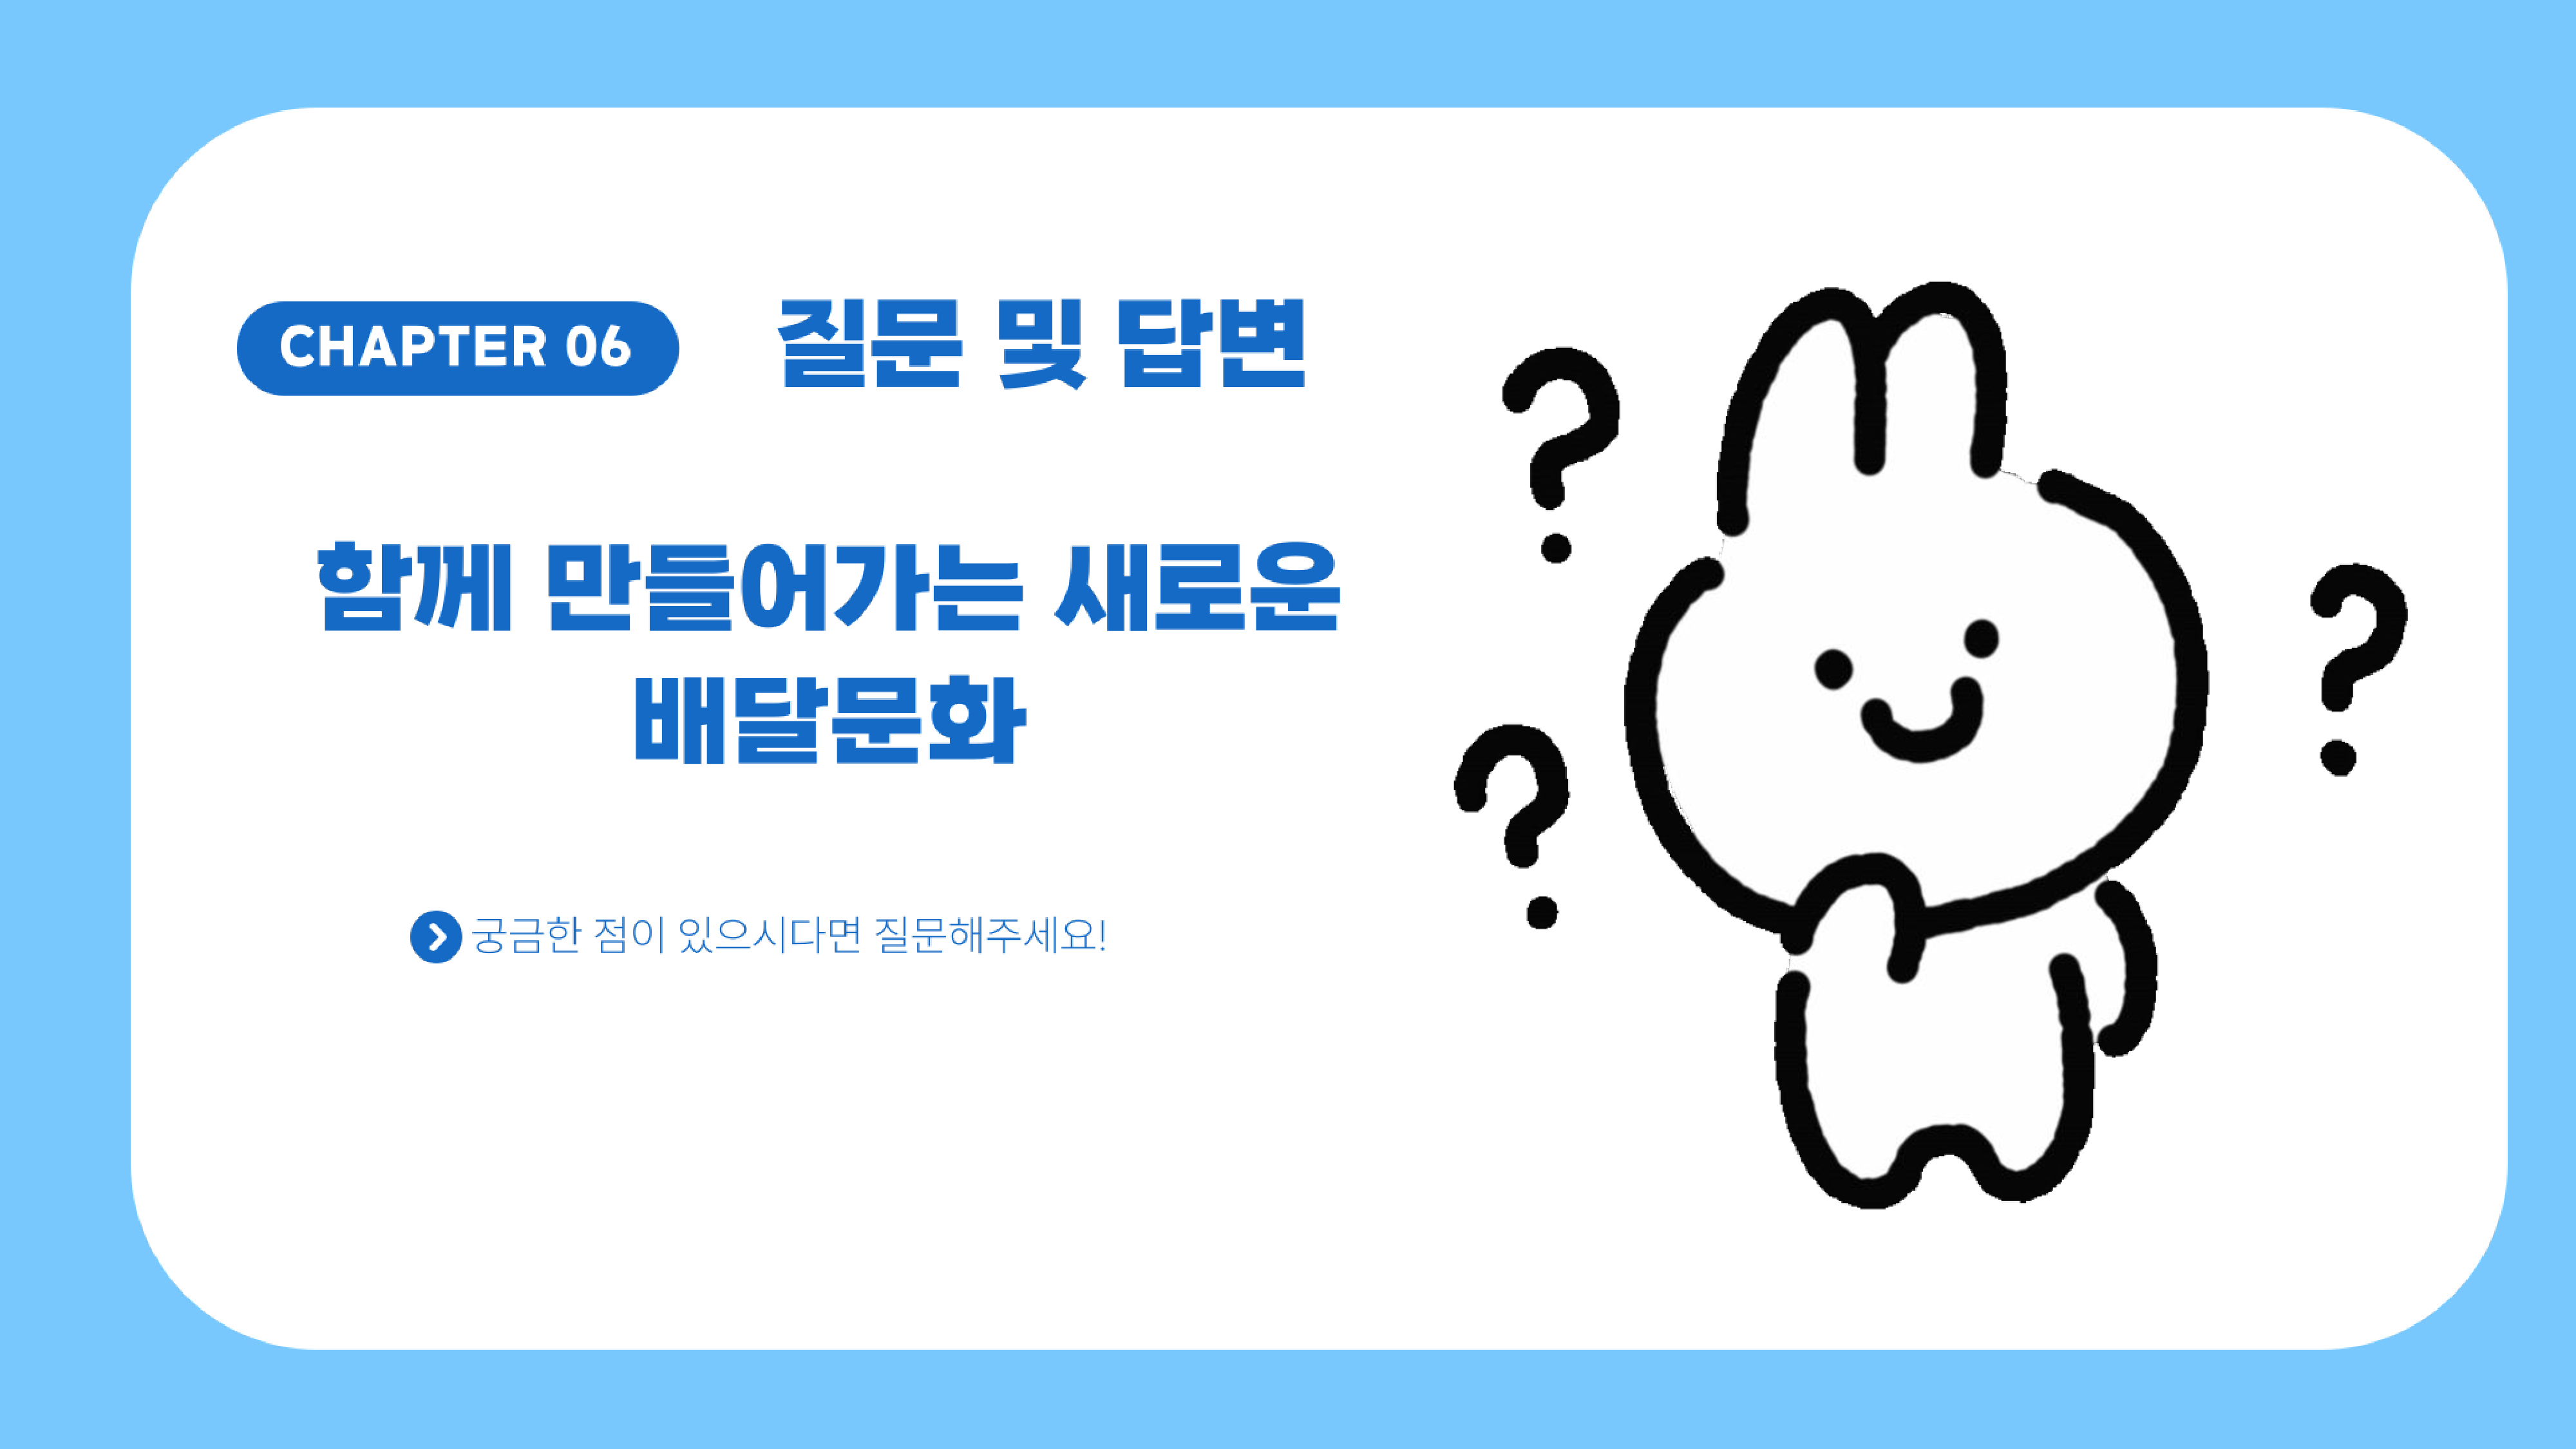 CHAPTER 06 질문 및 답변
함께 만들어가는 새로운
배달문화
궁금한 점이 있으시다면 질문해주세요!
? ? ?